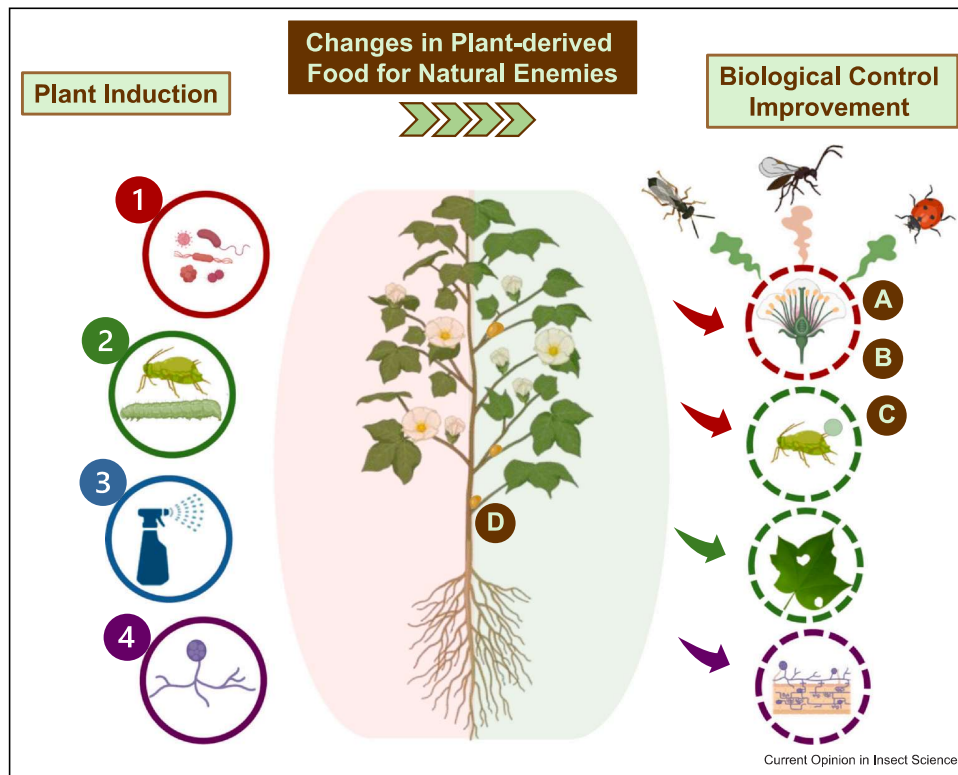 Changes in Plant-derived
Food for Natural Enemies
Plant Induction
Biological Control
Improvement
1
2
3
4
A
B
C
D
Current Opinion in Insect Science